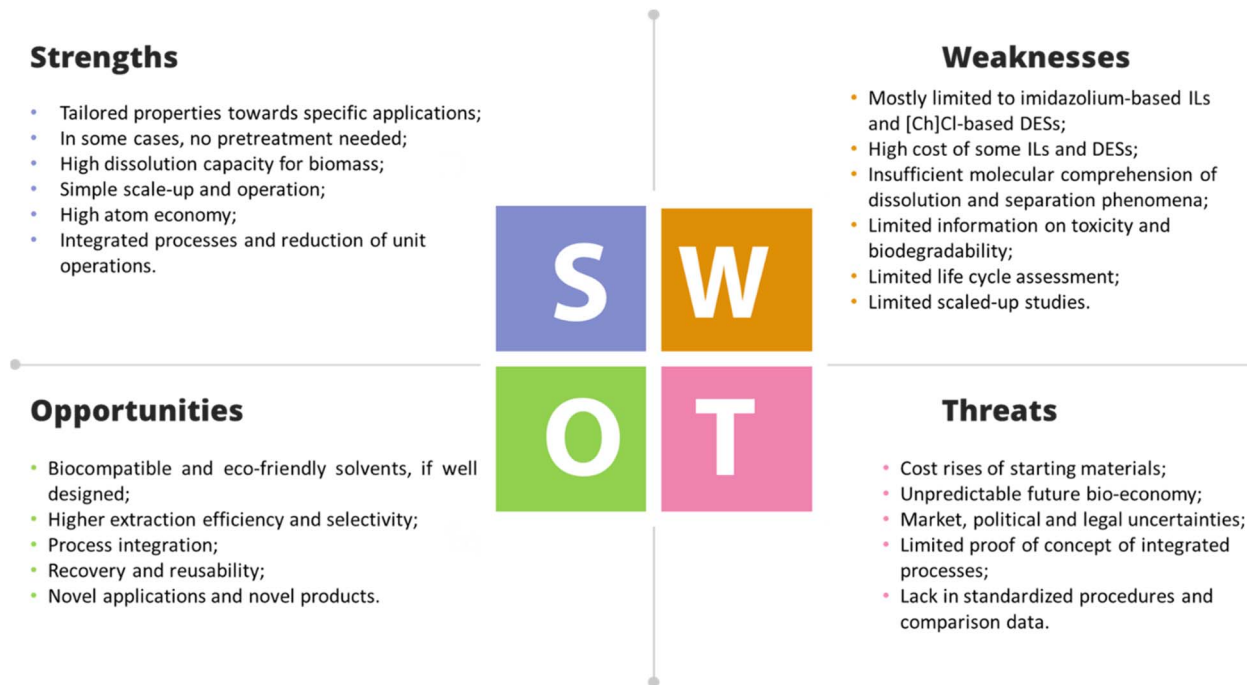 Strengths
• Tailored properties towards specific applications;
• In some cases, no pretreatment needed;
• High dissolution capacity for biomass;
• Simple scale-up and operation;
• High atom economy;
• Integrated processes and reduction of unit
operations.
Weaknesses
• Mostly limited to imidazolium-based ILs
and [Ch]Cl-based DESs;
• High cost of some ILs and DESs;
• Insufficient molecular comprehension of
dissolution and separation phenomena;
• Limited information on toxicity and
biodegradability;
• Limited life cycle assessment;
• Limited scaled-up studies.
S W
O T
Opportunities
• Biocompatible and eco-friendly solvents, if well
designed;
• Higher extraction efficiency and selectivity;
• Process integration;
• Recovery and reusability;
• Novel applications and novel products.
Threats
• Cost rises of starting materials;
• Unpredictable future bio-economy;
• Market, political and legal uncertainties;
• Limited proof of concept of integrated
processes;
• Lack in standardized procedures and
comparison data.